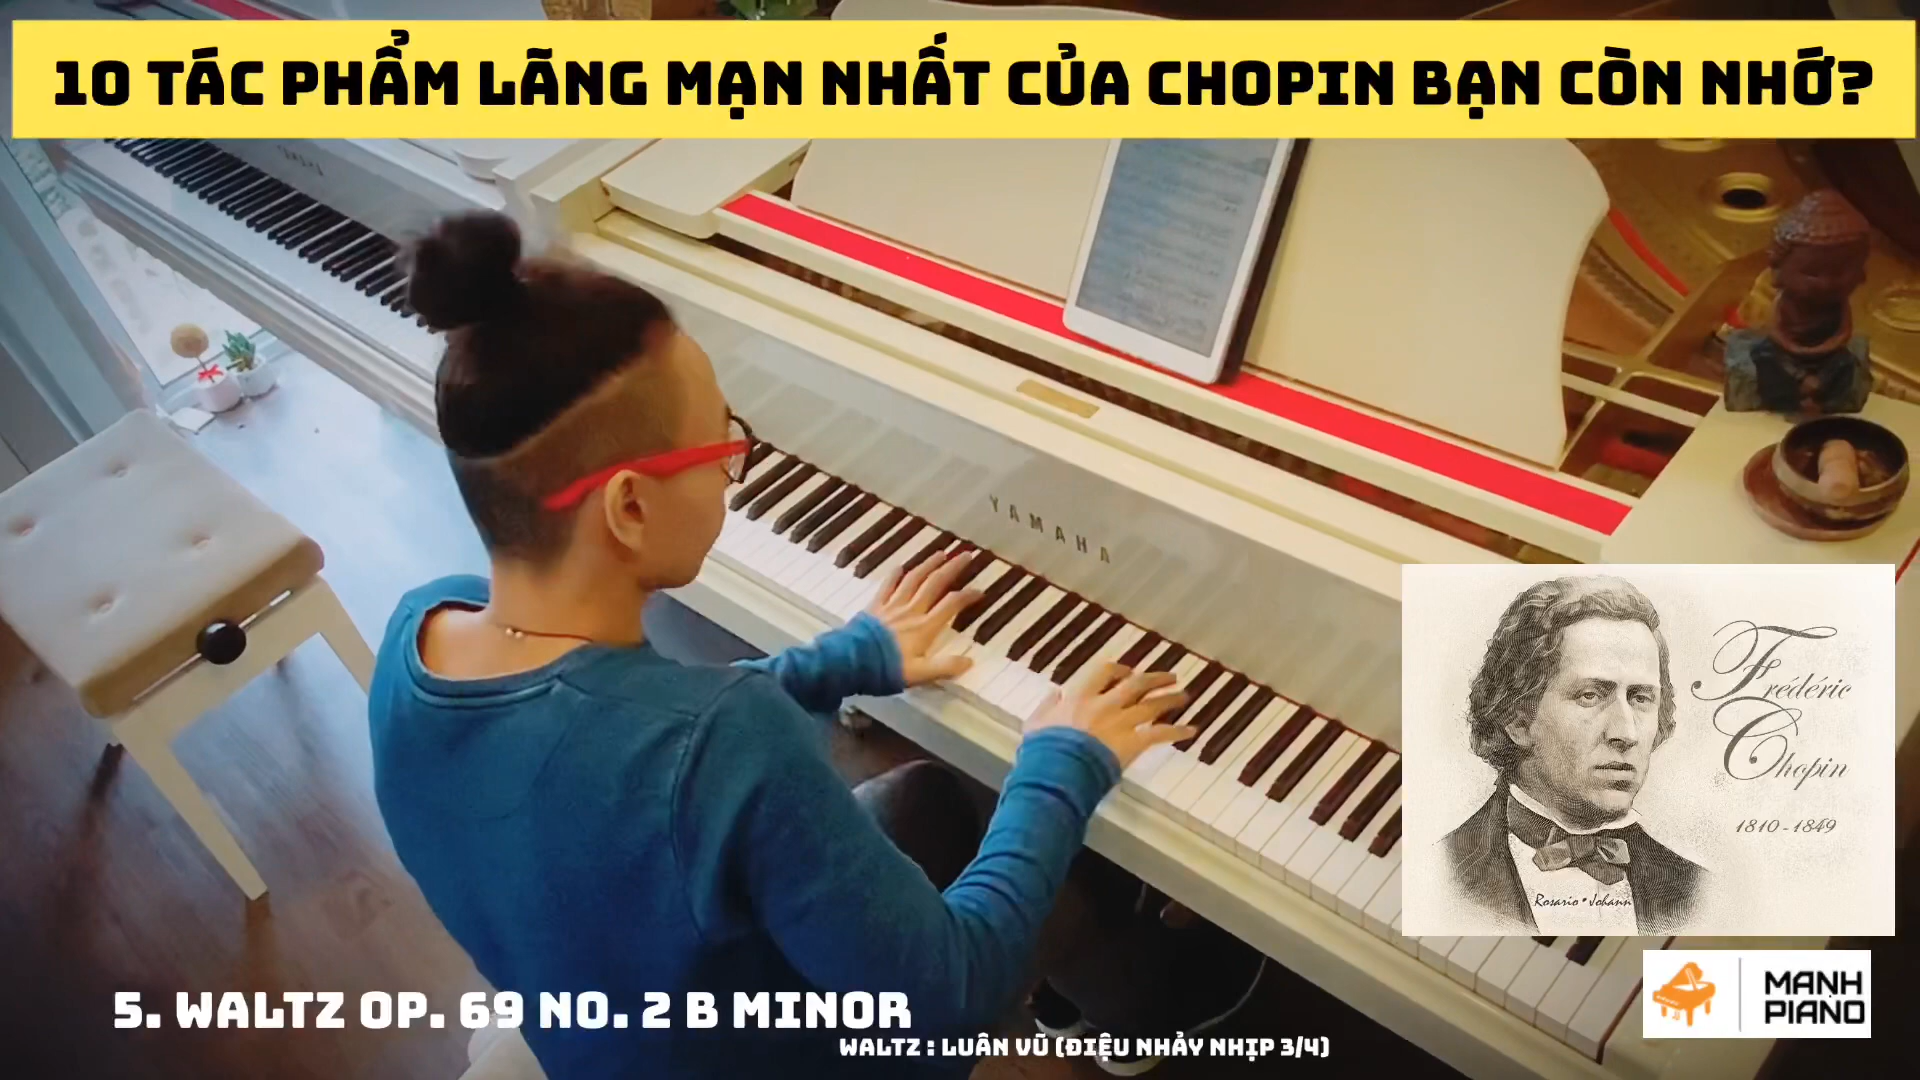 10 TÁC PHẨM LÃNG MẠN NHẤT CỦA CHOPIN BẠN CÒN NHỚ?
YAMAHA
YAMAHA
Frédéric
Chopin
1810-1849
Rosario • Johann
5. WALTZ OP. 69 NO. 2 B MINOR
WALTZ : LUÂN VŨ (ĐIỆU NHẢY NHỊP 3/4)
MẠNH
PIANO